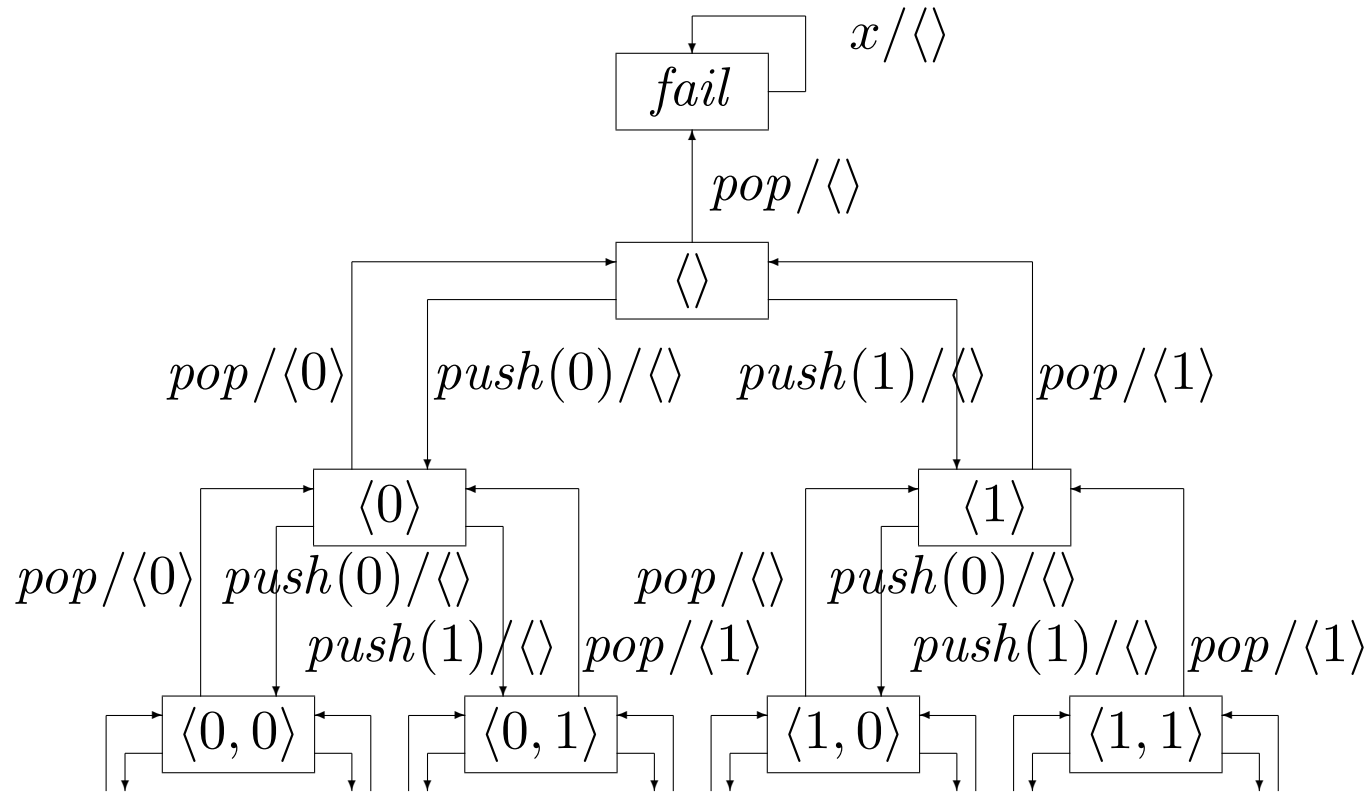 x/⟨⟩
fail
pop/⟨⟩
⟨⟩
pop/⟨0⟩ push(0)/⟨⟩ push(1)/⟨⟩ pop/⟨1⟩
⟨0⟩ ⟨1⟩
pop/⟨0⟩ push(0)/⟨⟩ pop/⟨⟩ push(0)/⟨⟩
push(1)/⟨⟩ pop/⟨1⟩ push(1)/⟨⟩ pop/⟨1⟩
⟨0, 0⟩ ⟨0, 1⟩ ⟨1, 0⟩ ⟨1, 1⟩